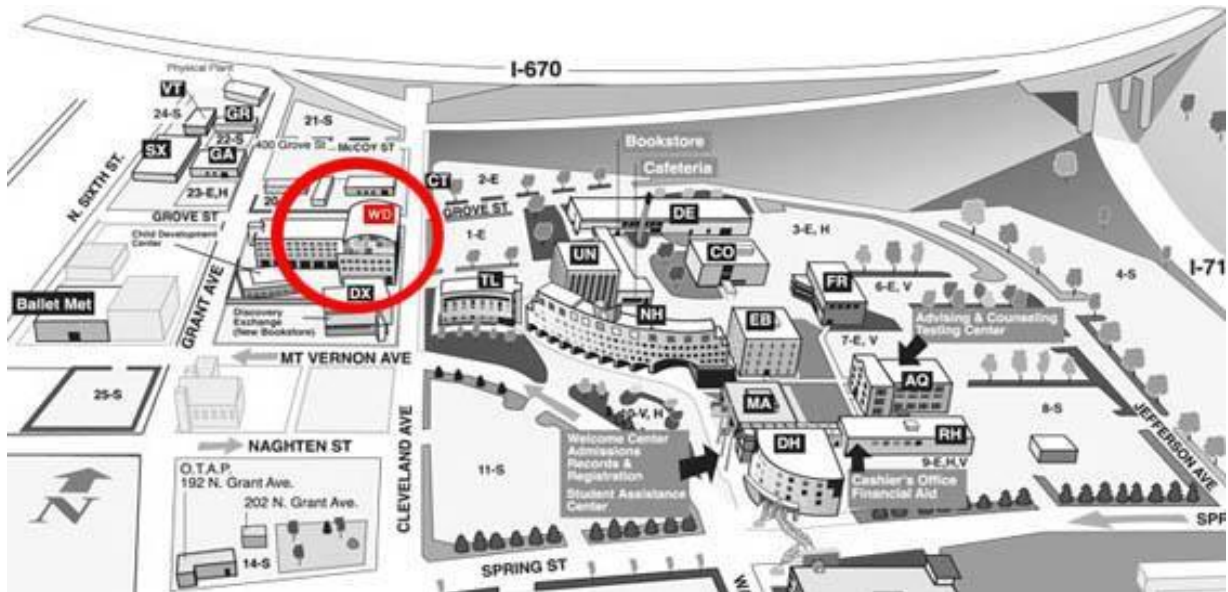 I-670
Physical Plant
VT
24-S
GR
21-S
22-S
400 Grove St
McCOY ST
SX
GA
N. SIXTH ST.
23-E,H
20
GROVE ST
Child Development
Center
WD
CT
2-E
GROVE ST
1-E
Bookstore
Cafeteria
DE
3-E, H
CO
UN
4-S
I-71
FR
6-E, V
TL
NH
EB
Advising & Counseling
Testing Center
7-E, V
AQ
Ballet Met
GRANT AVE
DX
Discovery
Exchange
(New Bookstore)
MT VERNON AVE
25-S
NAGHTEN ST
CLEVELAND AVE
MA
10-V, H
8-S
JEFFERSON AVE
Welcome Center
Admissions
Records &
Registration
Student Assistance
Center
DH
RH
9-E,H,V
Cashier's Office
Financial Aid
11-S
O.T.A.P.
192 N. Grant Ave.
202 N. Grant Ave.
14-S
N
SPRING ST
SPR